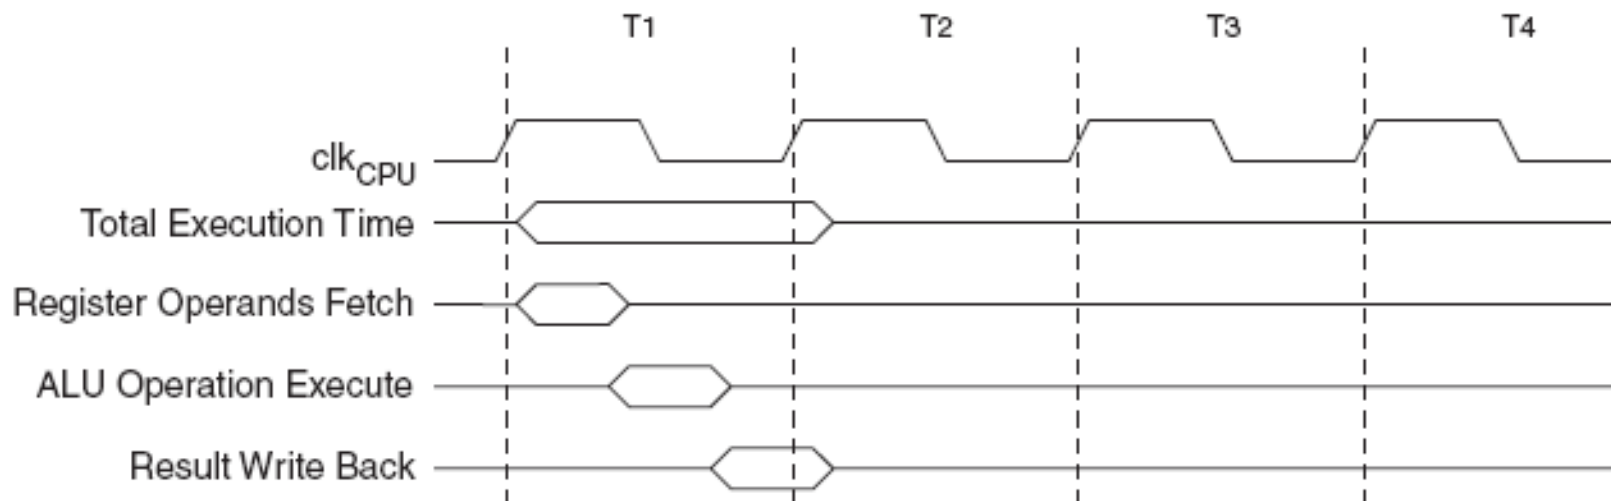 T1 T2 T3 T4
clkCPU
Total Execution Time
Register Operands Fetch
ALU Operation Execute
Result Write Back